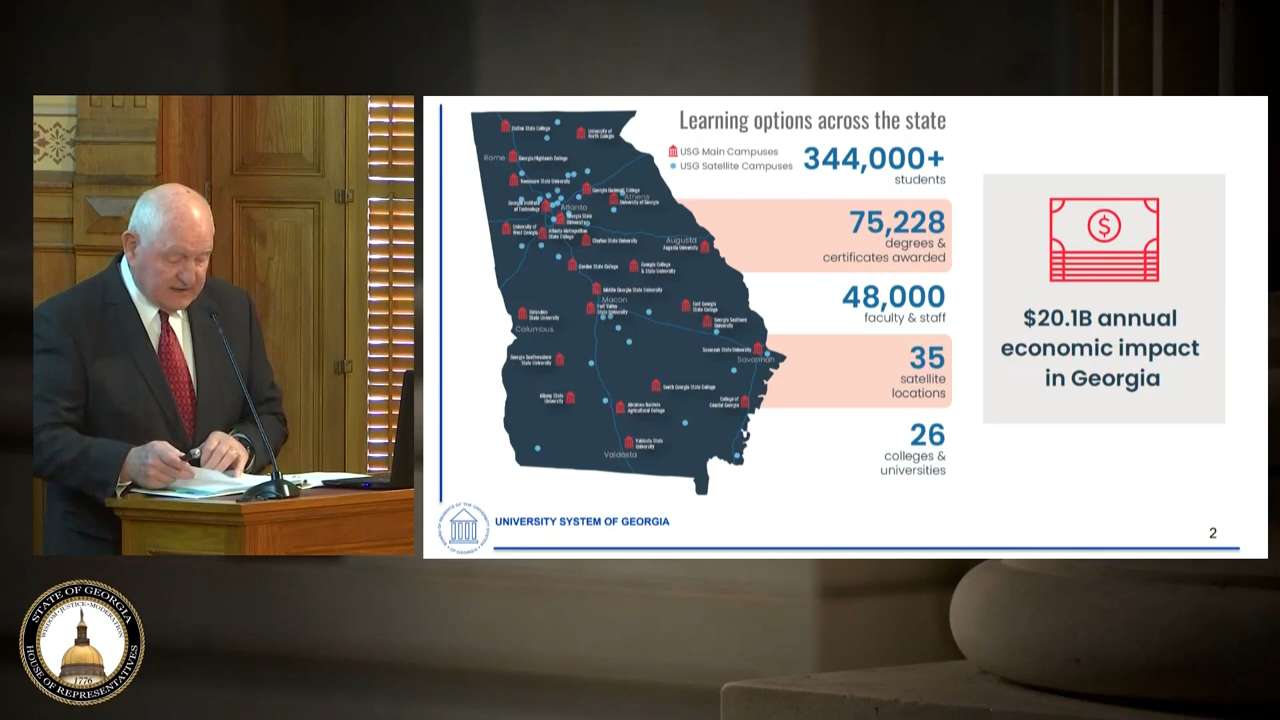 Learning options across the state
USG Main Campuses
USG Satellite Campuses
344,000+
students
75,228
degrees &
certificates awarded
48,000
faculty & staff
35
satellite
locations
26
colleges &
universities
$
$20.1B annual
economic impact
in Georgia
Dalton State College
University of
North Georgia
Rome
Georgia Highlands College
Kennesaw State University
Georgia Gwinnett College
Athens
University of Georgia
Georgia Institute
of Technology
Atlanta
Georgia State
University
University of
West Georgia
Atlanta Metropolitan
State College
Clayton State University
Augusta
Augusta University
Gordon State College
Georgia College
& State University
Middle Georgia State University
Macon
Fort Valley
State University
East Georgia
State College
Columbus
State University
Columbus
Georgia Southern
University
Savannah State University
Savannah
Georgia Southwestern
State University
South Georgia State College
Albany State
University
Abraham Baldwin
Agricultural College
College of
Coastal Georgia
Valdosta State
University
Valdosta
UNIVERSITY SYSTEM OF GEORGIA
2
STATE OF GEORGIA
WISDOM • JUSTICE • MODERATION
1776
HOUSE OF REPRESENTATIVES